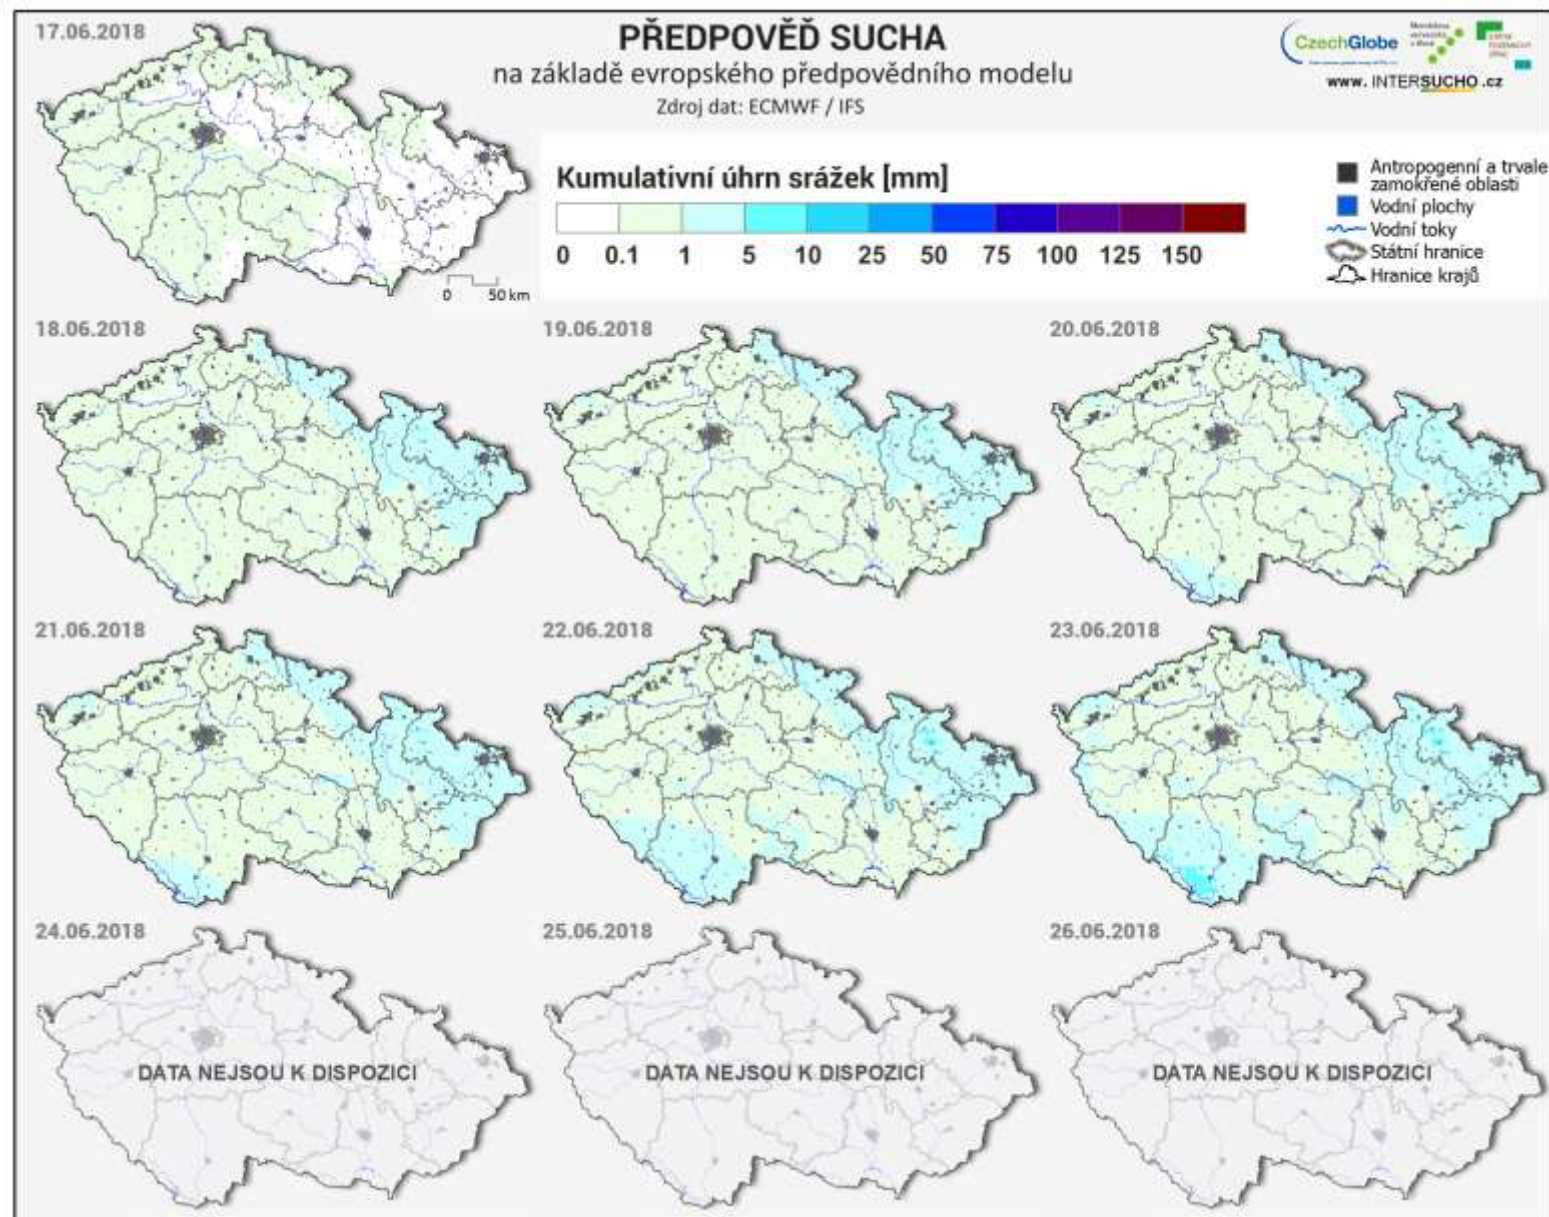 17.06.2018
PŘEDPOVĚĎ SUCHA
na základě evropského předpovědního modelu
Zdroj dat: ECMWF / IFS
CzechGlobe
www. INTERSUCHO .cz
Kumulativní úhrn srážek [mm]
0 0.1 1 5 10 25 50 75 100 125 150
Antropogenní a trvale
zamokřené oblasti
Vodní plochy
Vodní toky
Státní hranice
Hranice krajů
0 50 km
18.06.2018 19.06.2018 20.06.2018
21.06.2018 22.06.2018 23.06.2018
24.06.2018 25.06.2018 26.06.2018
DATA NEJSOU K DISPOZICI DATA NEJSOU K DISPOZICI DATA NEJSOU K DISPOZICI